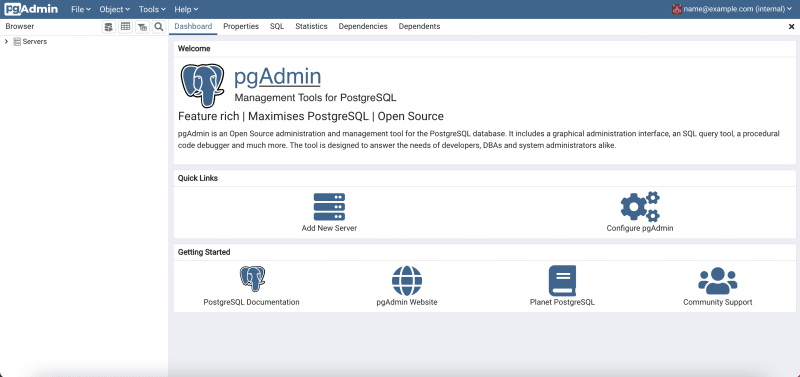 pgAdmin File Object Tools Help name@example.com (internal)
Browser Dashboard Properties SQL Statistics Dependencies Dependents
Servers
Welcome
pgAdmin
Management Tools for PostgreSQL
Feature rich | Maximises PostgreSQL | Open Source
pgAdmin is an Open Source administration and management tool for the PostgreSQL database. It includes a graphical administration interface, an SQL query tool, a procedural
code debugger and much more. The tool is designed to answer the needs of developers, DBAs and system administrators alike.
Quick Links
Add New Server Configure pgAdmin
Getting Started
PostgreSQL Documentation pgAdmin Website Planet PostgreSQL Community Support